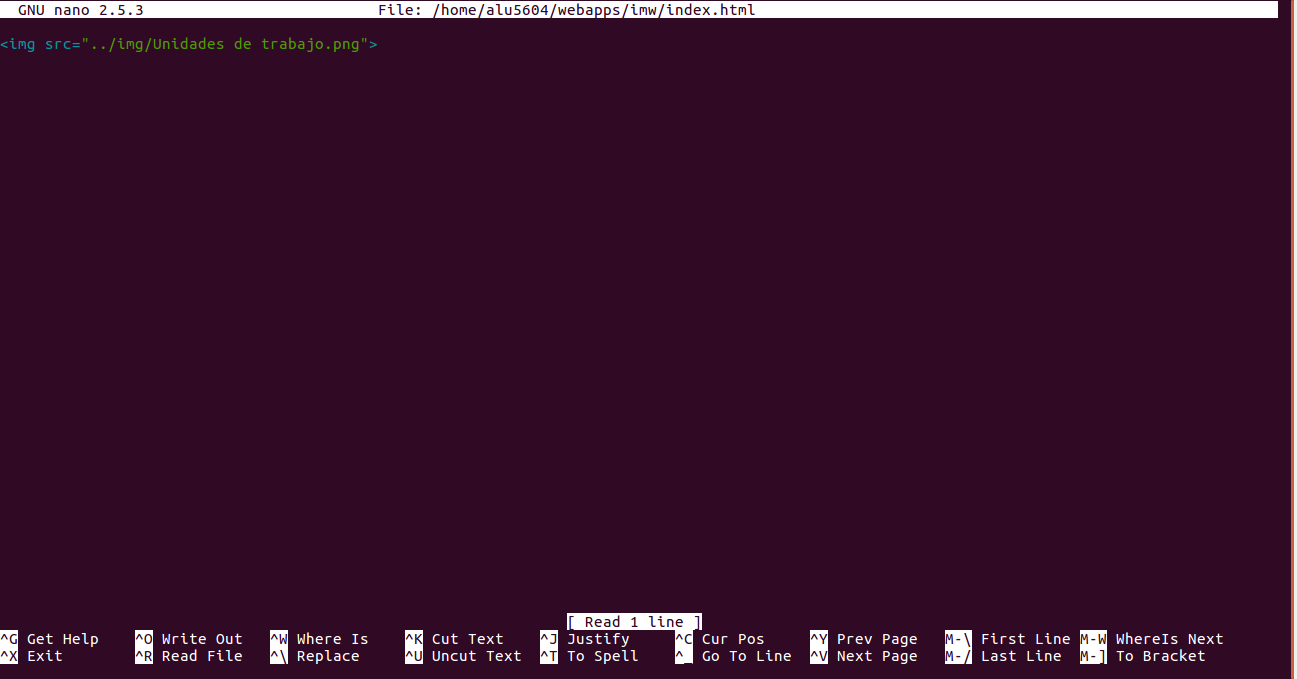 GNU nano 2.5.3 File: /home/alu5604/webapps/imw/index.html
<img src="../img/Unidades de trabajo.png">
[ Read 1 line ]
^G Get Help ^O Write Out ^W Where Is ^K Cut Text ^J Justify ^C Cur Pos ^Y Prev Page M-\ First Line M-W WhereIs Next
^X Exit ^R Read File ^\ Replace ^U Uncut Text ^T To Spell ^_ Go To Line ^V Next Page M-/ Last Line M-] To Bracket